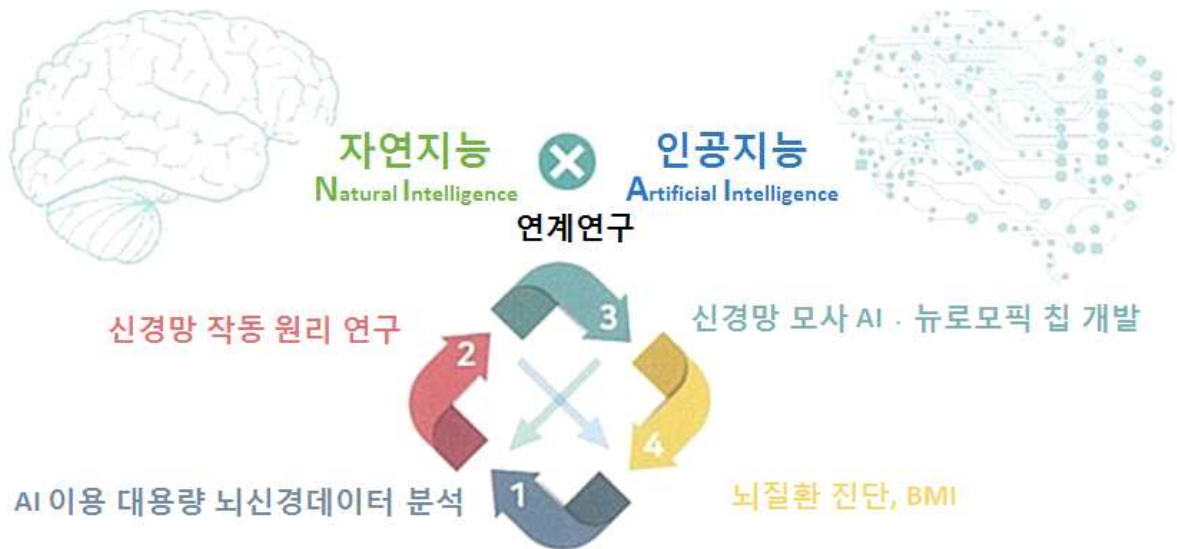 자연지능 인공지능
Natural Intelligence Artificial Intelligence
연계연구
신경망 작동 원리 연구
3
신경망 모사 AI · 뉴로모픽 칩 개발
2
4
AI 이용 대용량 뇌신경데이터 분석
1
뇌질환 진단, BMI